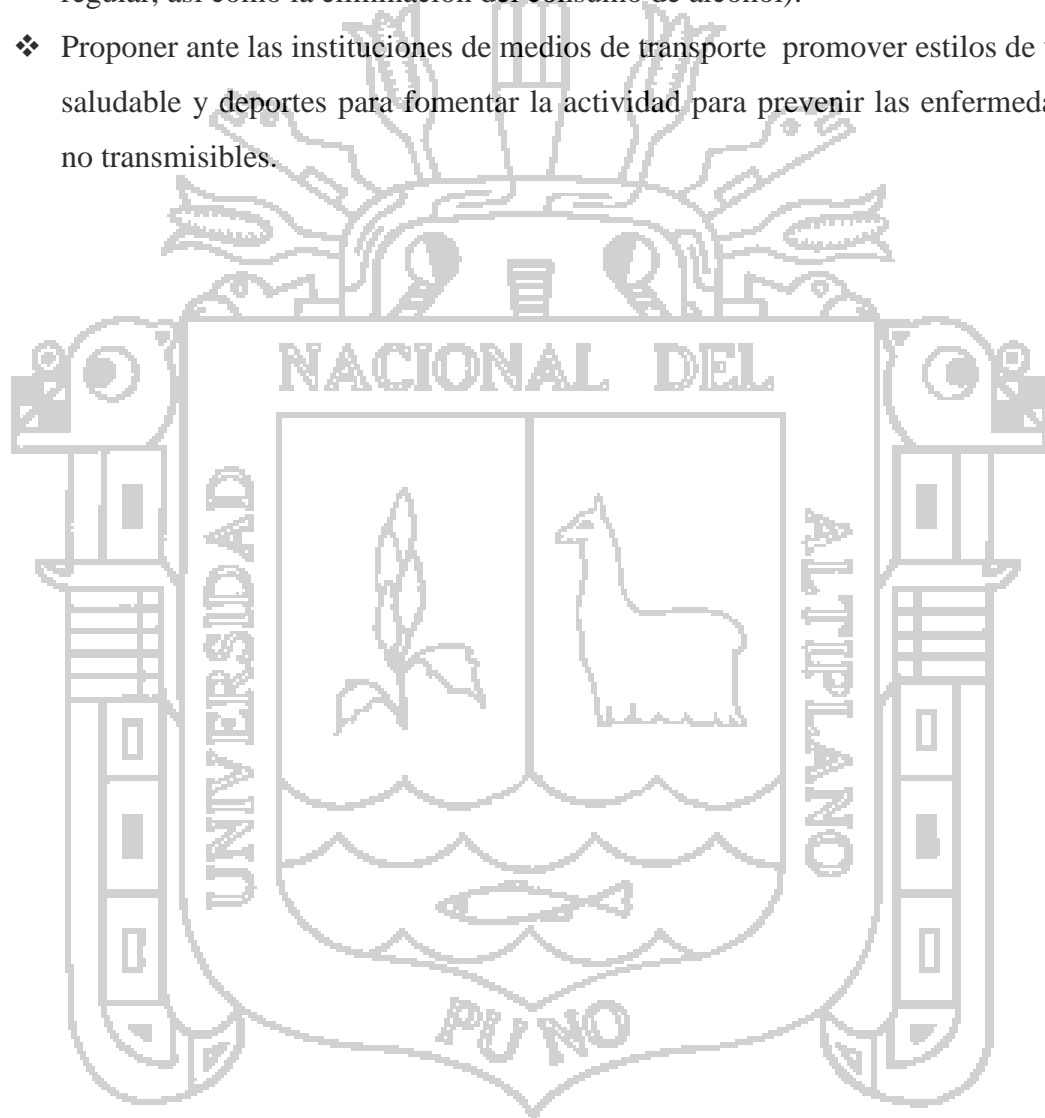 regular, así como la eliminación del consumo de alcohol).
❖ Proponer ante las instituciones de medios de transporte promover estilos de
saludable y deportes para fomentar la actividad para prevenir las
no transmisibles.
NACIONAL DEL
UNIVERSIDAD
ALTIPLANO
PUNO